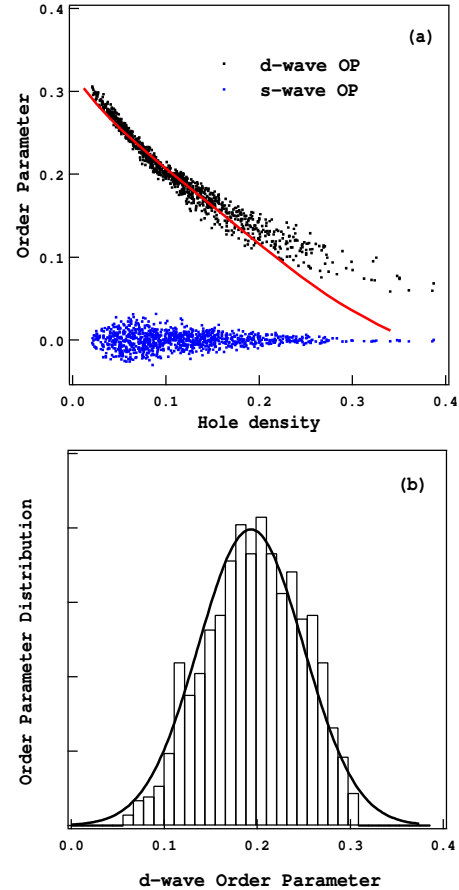 0.4
(a)
d-wave OP
s-wave OP
0.3
0.2
0.1
0.0
Order Parameter
0.0 0.1 0.2 0.3 0.4
Hole density
(b)
Order Parameter Distribution
0.0 0.1 0.2 0.3 0.4
d-wave Order Parameter